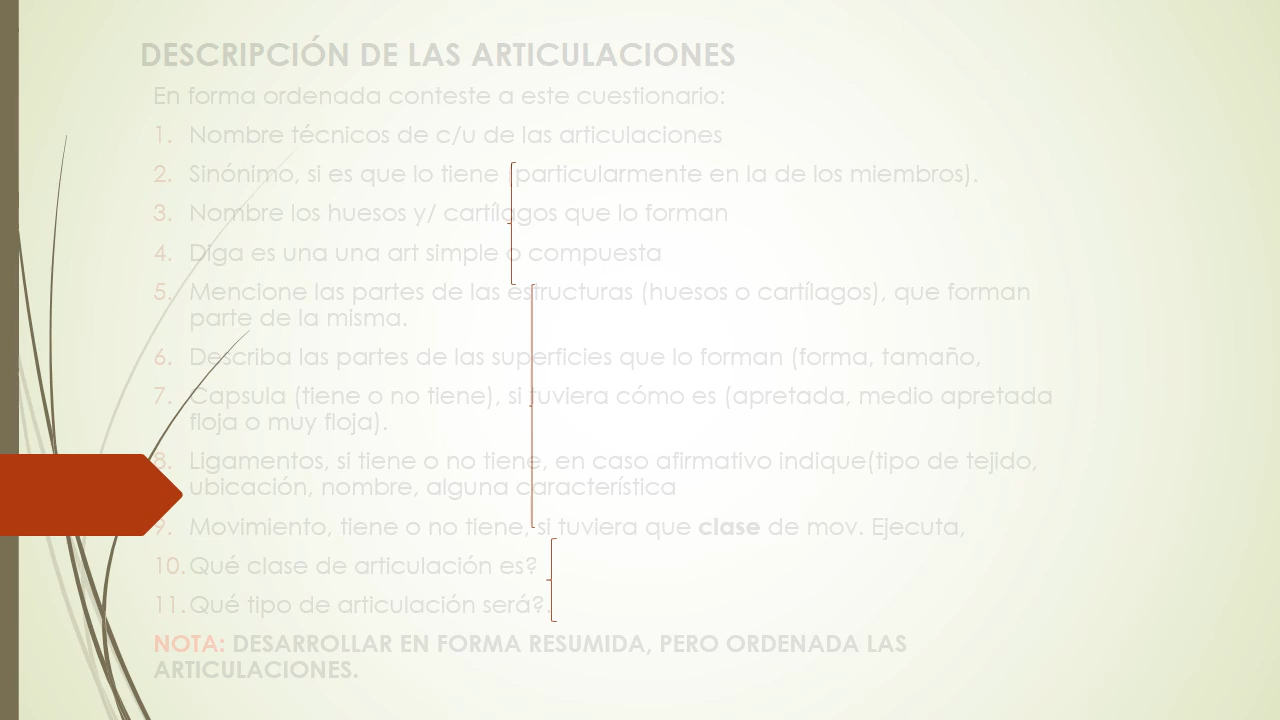 DESCRIPCIÓN DE LAS ARTICULACIONES
En forma ordenada conteste a este cuestionario:
1. Nombre técnicos de c/u de las articulaciones
2. Sinónimo, si es que lo tiene (particularmente en la de los miembros).
3. Nombre los huesos y/ cartílagos que lo forman
4. Diga es una una art simple o compuesta
5. Mencione las partes de las estructuras (huesos o cartílagos), que forman
parte de la misma.
6. Describa las partes de las superficies que lo forman (forma, tamaño,
7. Capsula (tiene o no tiene), si tuviera cómo es (apretada, medio apretada
floja o muy floja).
8. Ligamentos, si tiene o no tiene, en caso afirmativo indique(tipo de tejido,
ubicación, nombre, alguna característica
9. Movimiento, tiene o no tiene, si tuviera que clase de mov. Ejecuta,
10. Qué clase de articulación es?
11. Qué tipo de articulación será?.
NOTA: DESARROLLAR EN FORMA RESUMIDA, PERO ORDENADA LAS
ARTICULACIONES.